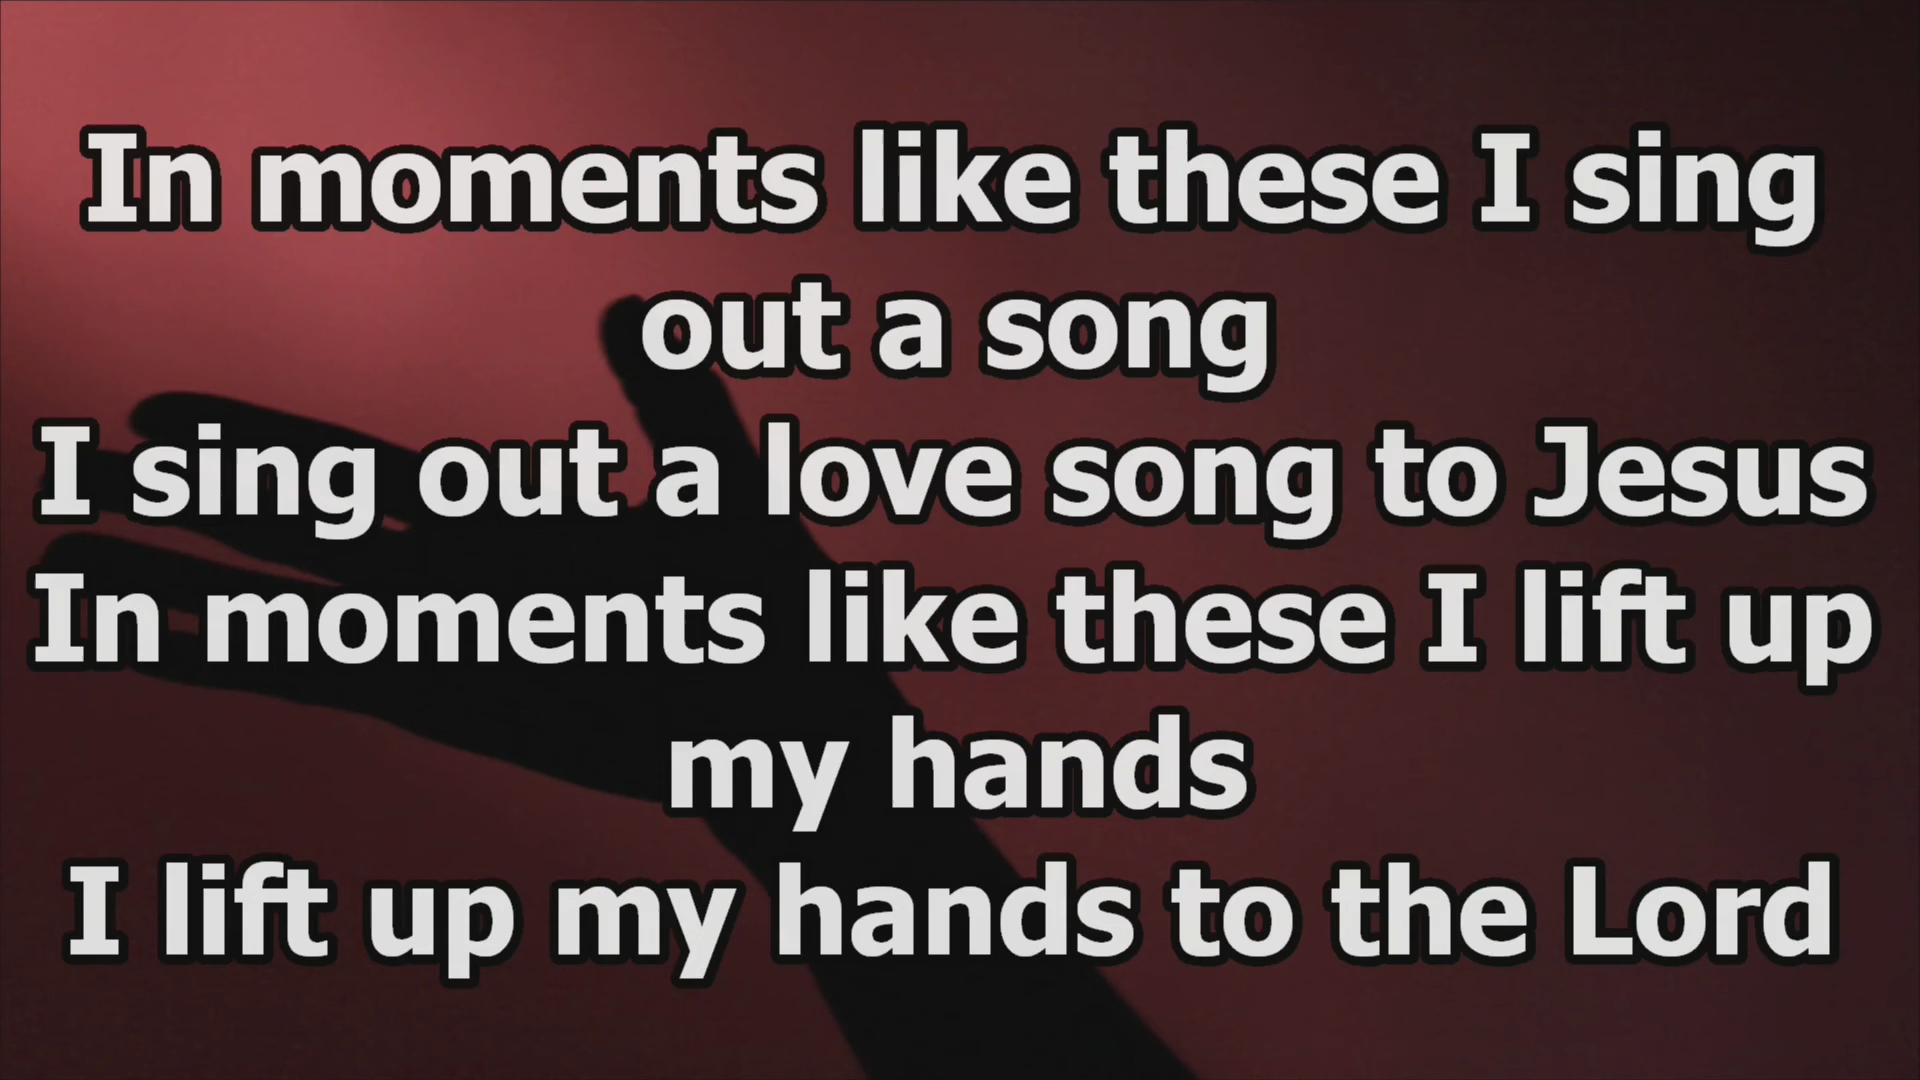 In moments like these I sing
out a song
I sing out a love song to Jesus
In moments like these I lift up
my hands
I lift up my hands to the Lord